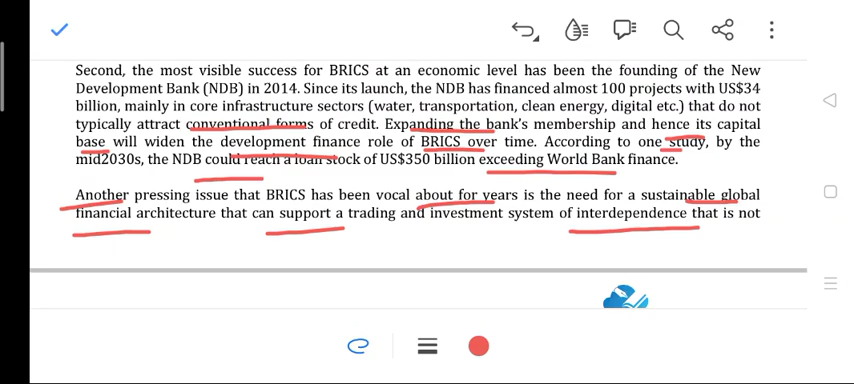 Second, the most visible success for BRICS at an economic level has been the founding of the New
Development Bank (NDB) in 2014. Since its launch, the NDB has financed almost 100 projects with US$34
billion, mainly in core infrastructure sectors (water, transportation, clean energy, digital etc.) that do not
typically attract conventional forms of credit. Expanding the bank's membership and hence its capital
base will widen the development finance role of BRICS over time. According to one study, by the
mid2030s, the NDB could reach a loan stock of US$350 billion exceeding World Bank finance.
Another pressing issue that BRICS has been vocal about for years is the need for a sustainable global
financial architecture that can support a trading and investment system of interdependence that is not